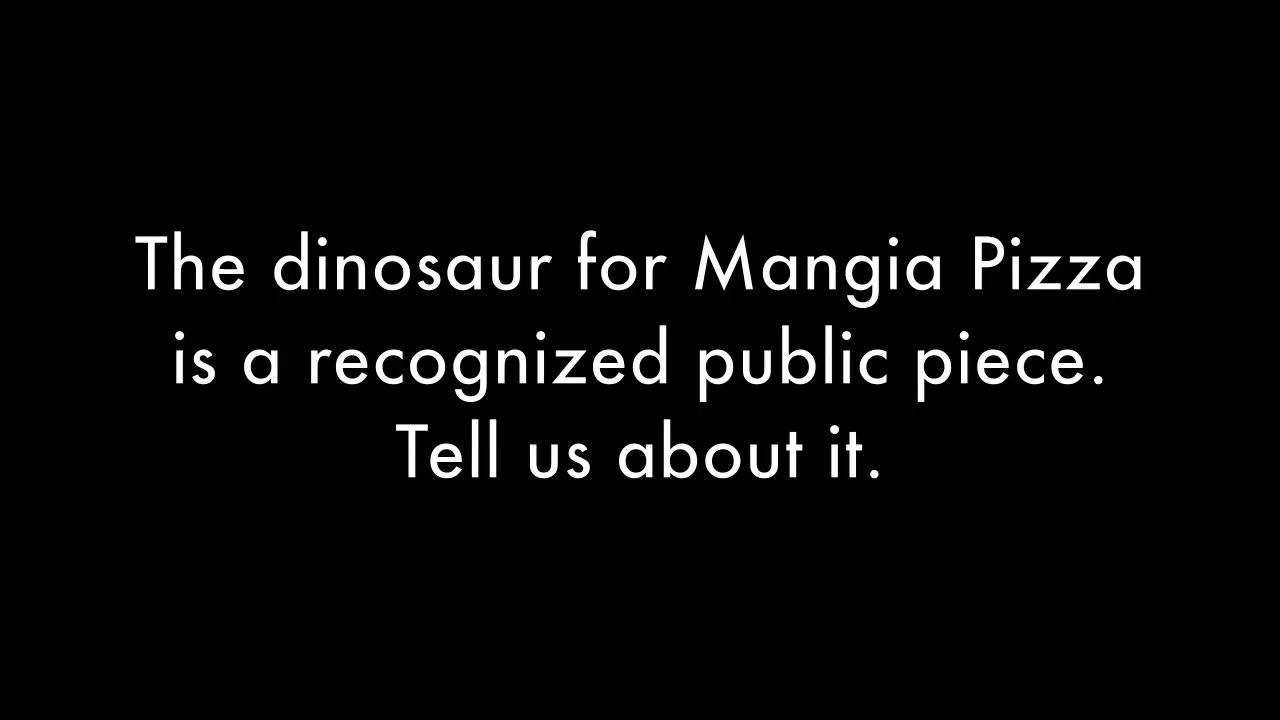 The dinosaur for Mangia Pizza
is a recognized public piece.
Tell us about it.